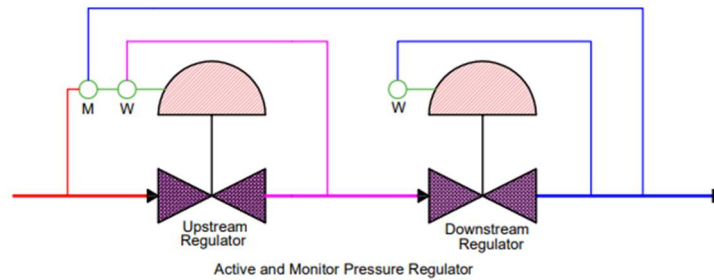 M
W
W
Upstream
Regulator
Downstream
Regulator
Active and Monitor Pressure Regulator